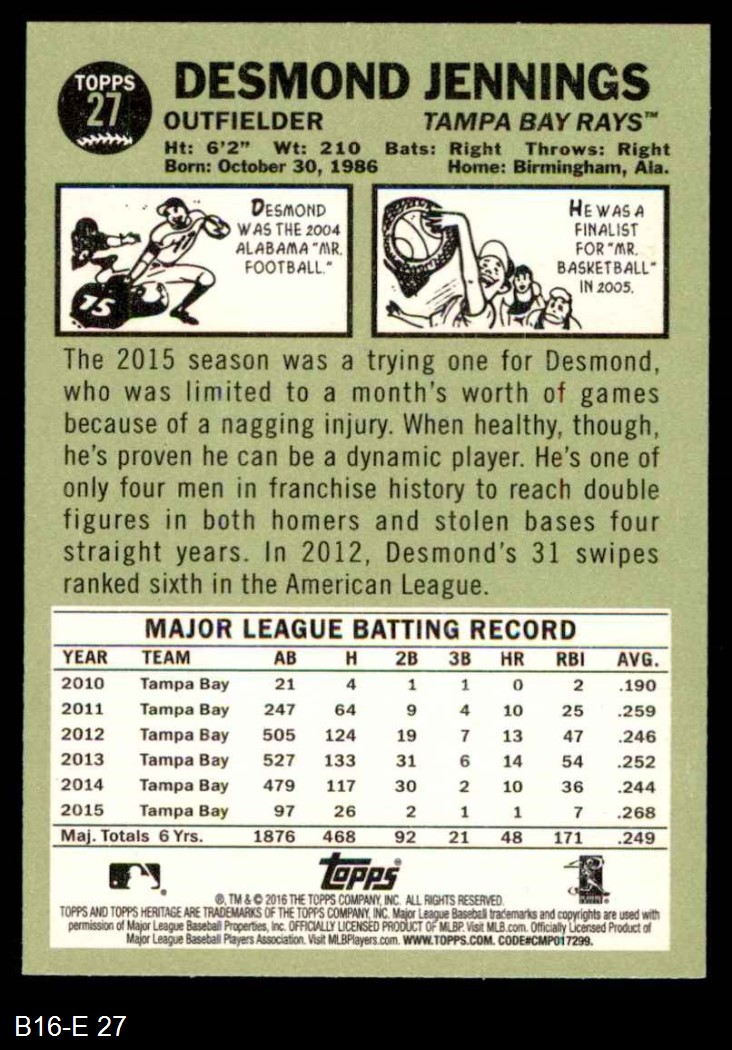 TOPPS
27
DESMOND JENNINGS
OUTFIELDER TAMPA BAY RAYS™
Ht: 6'2" Wt: 210 Bats: Right Throws: Right
Born: October 30, 1986 Home: Birmingham, Ala.
DESMOND
WAS THE 2004
ALABAMA "MR.
FOOTBALL."
15
HE WAS A
FINALIST
FOR "MR.
BASKETBALL"
IN 2005.
The 2015 season was a trying one for Desmond,
who was limited to a month's worth of games
because of a nagging injury. When healthy, though,
he's proven he can be a dynamic player. He's one of
only four men in franchise history to reach double
figures in both homers and stolen bases four
straight years. In 2012, Desmond's 31 swipes
ranked sixth in the American League.
MAJOR LEAGUE BATTING RECORD
YEAR TEAM AB H 2B 3B HR RBI AVG.
2010 Tampa Bay 21 4 1 1 0 2 .190
2011 Tampa Bay 247 64 9 4 10 25 .259
2012 Tampa Bay 505 124 19 7 13 47 .246
2013 Tampa Bay 527 133 31 6 14 54 .252
2014 Tampa Bay 479 117 30 2 10 36 .244
2015 Tampa Bay 97 26 2 1 1 7 .268
Maj. Totals 6 Yrs. 1876 468 92 21 48 171 .249
Topps®
®, TM & © 2016 THE TOPPS COMPANY, INC. ALL RIGHTS RESERVED.
TOPPS AND TOPPS HERITAGE ARE TRADEMARKS OF THE TOPPS COMPANY, INC. Major League Baseball trademarks and copyrights are used with
permission of Major League Baseball Properties, Inc. OFFICIALLY LICENSED PRODUCT OF MLBP. Visit MLB.com. Officially Licensed Product of
Major League Baseball Players Association. Visit MLBPlayers.com. WWW.TOPPS.COM. CODE#CMP017299.
B16-E 27